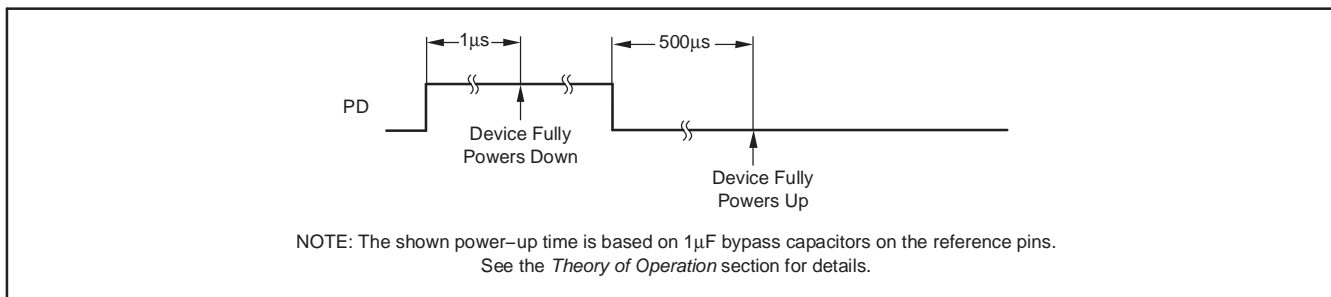 1μs
500μs
PD
Device Fully
Powers Down
Device Fully
Powers Up
NOTE: The shown power−up time is based on 1μF bypass capacitors on the reference pins.
See the Theory of Operation section for details.